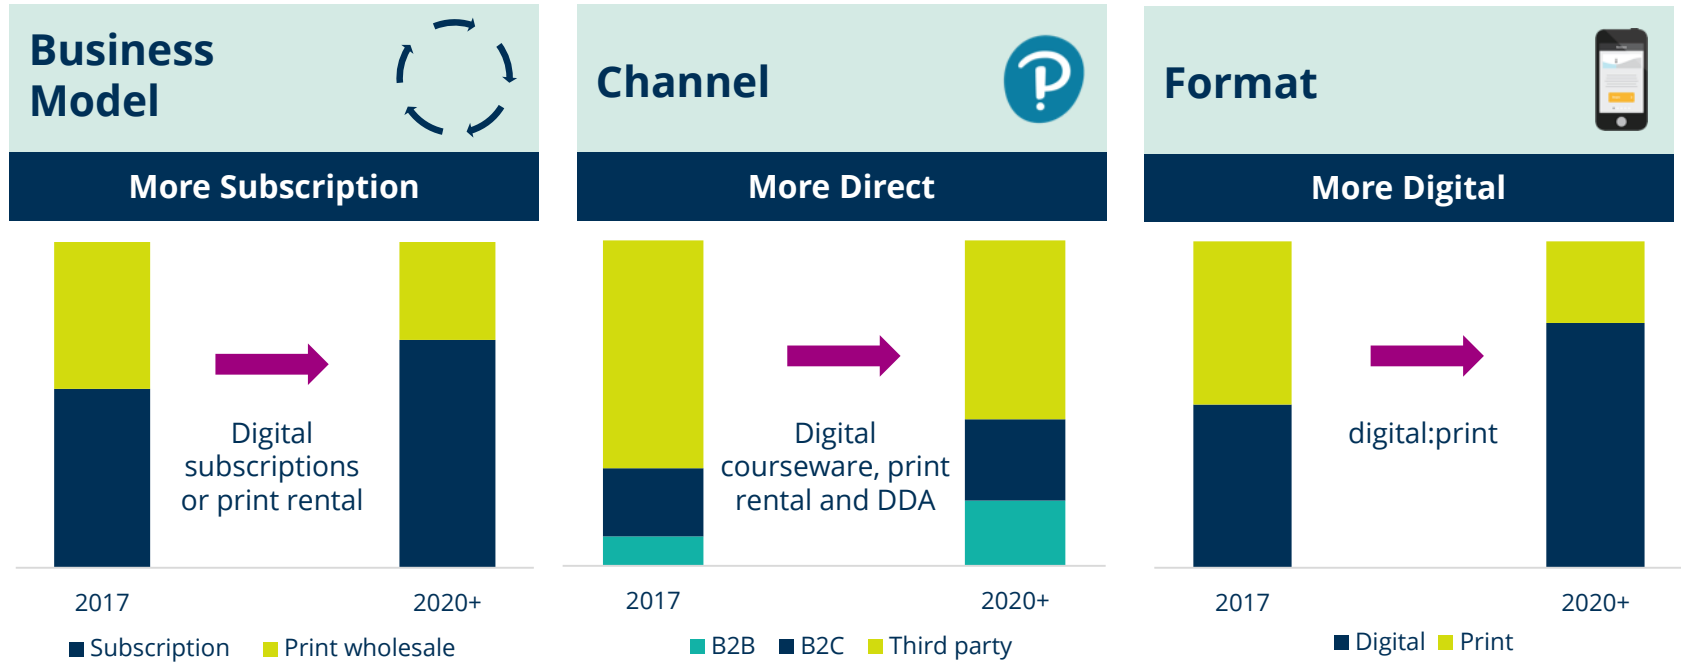 Business
Model
More Subscription
Digital
subscriptions
or print rental
2017
2020+
Subscription
Print wholesale
Channel
More Direct
Digital
courseware, print
rental and DDA
2017
2020+
B2B
B2C
Third party
Format
More Digital
digital:print
2017
2020+
Digital
Print